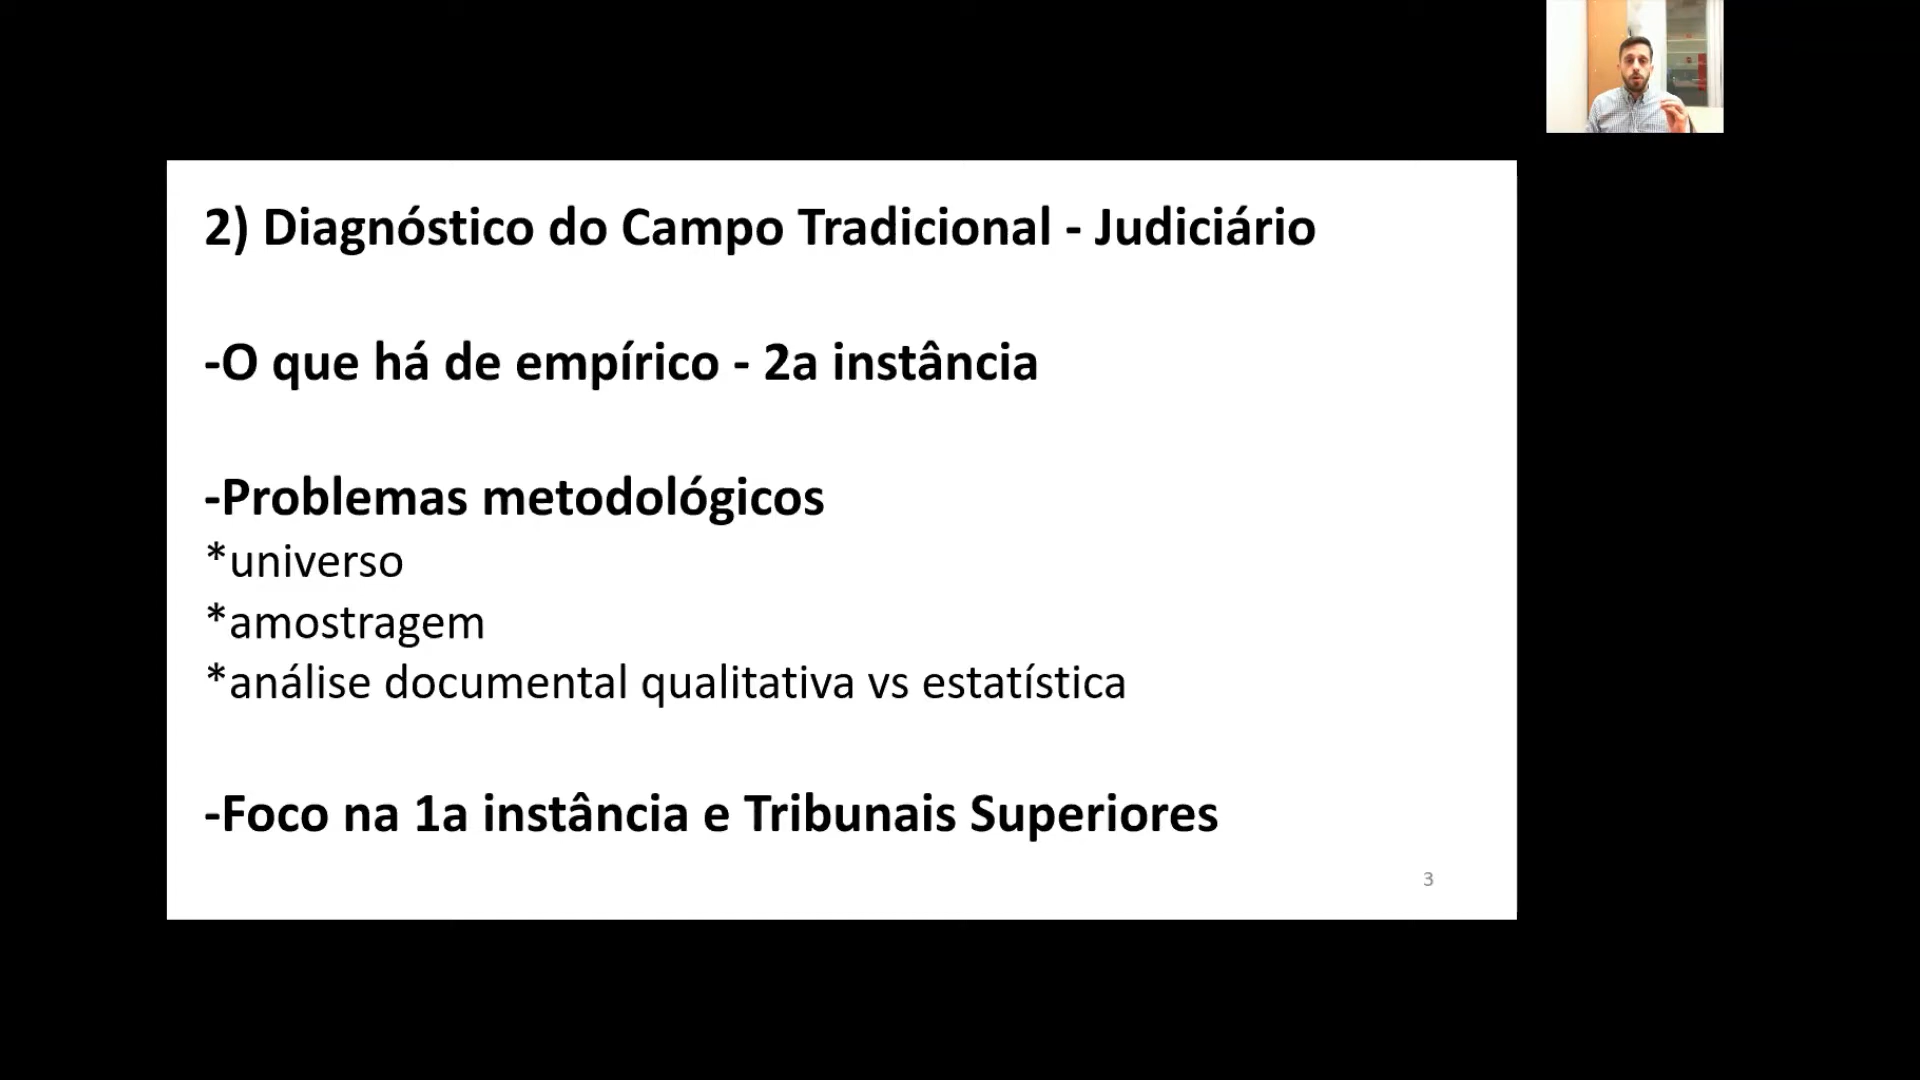 2) Diagnóstico do Campo Tradicional - Judiciário
-O que há de empírico - 2a instância
-Problemas metodológicos
*universo
*amostragem
*análise documental qualitativa vs estatística
-Foco na 1a instância e Tribunais Superiores
3